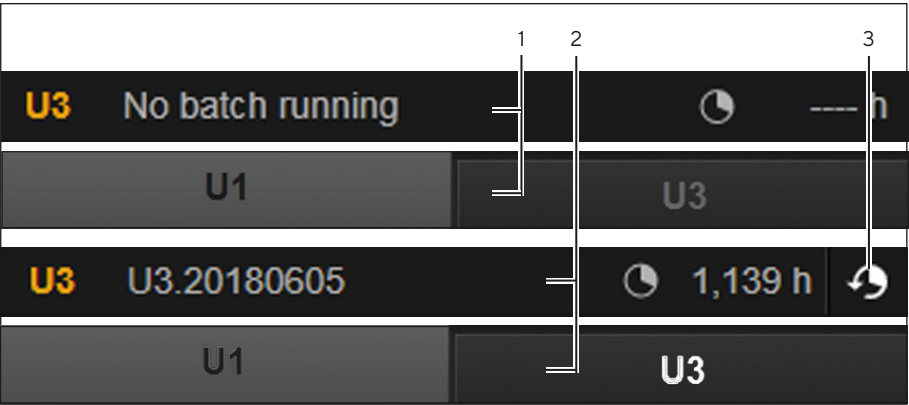 1 2 3
U3 No batch running ---- h
U1 U3
U3 U3.20180605 1,139 h
U1 U3